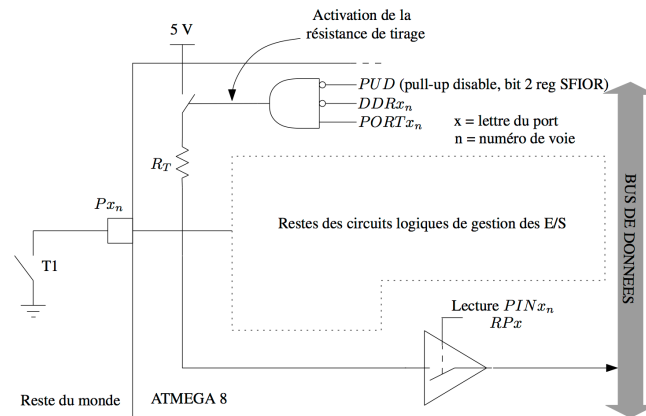 Activation de la
résistance de tirage
5 V
PUD (pull-up disable, bit 2 reg SFIOR)
DDRxn
PORTxn
x = lettre du port
n = numéro de voie
RT
Pxn
T1
Restes des circuits logiques de gestion des E/S
BUS DE DONNEES
Lecture PINxn
RPx
Reste du monde
ATMEGA 8